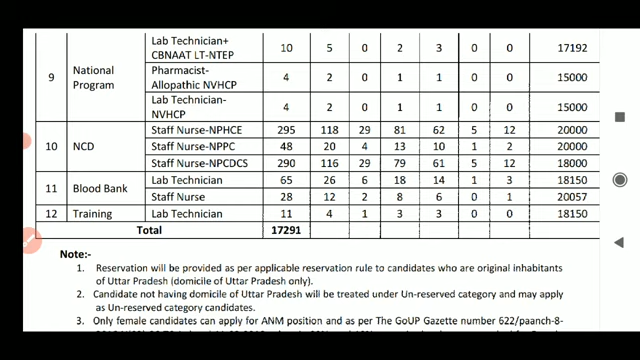 Lab Technician+ CBNAAT LT-NTEP 10 5 0 2 3 0 0 17192
9 National Program Pharmacist- Allopathic NVHCP 4 2 0 1 1 0 0 15000
Lab Technician- NVHCP 4 2 0 1 1 0 0 15000
Staff Nurse-NPHCE 295 118 29 81 62 5 12 20000
10 NCD Staff Nurse-NPPC 48 20 4 13 10 1 2 20000
Staff Nurse-NPCDCS 290 116 29 79 61 5 12 18000
11 Blood Bank Lab Technician 65 26 6 18 14 1 3 18150
Staff Nurse 28 12 2 8 6 0 1 20057
12 Training Lab Technician 11 4 1 3 3 0 0 18150
Total 17291
Note:-
1. Reservation will be provided as per applicable reservation rule to candidates who are original inhabitants
of Uttar Pradesh (domicile of Uttar Pradesh only).
2. Candidate not having domicile of Uttar Pradesh will be treated under Un-reserved category and may apply
as Un-reserved category candidates.
3. Only female candidates can apply for ANM position and as per The GoUP Gazette number 622/paanch-8-